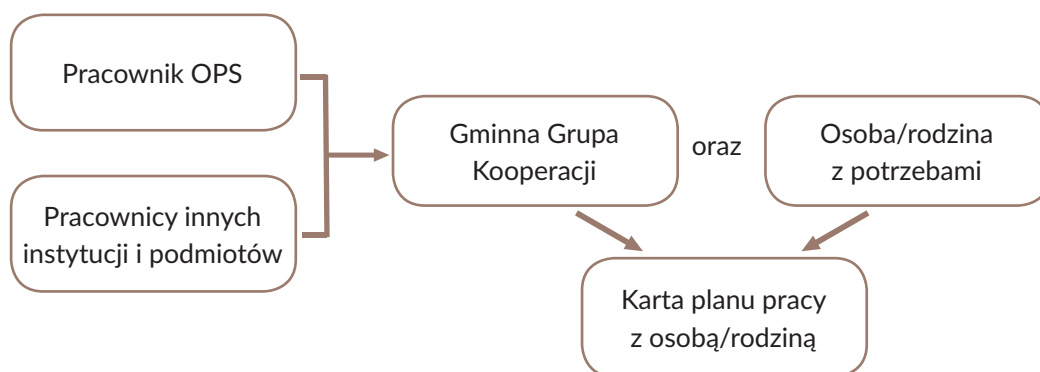 Pracownik OPS
Pracownicy innych
instytucji i podmiotów
Gminna Grupa
Kooperacji
oraz
Osoba/rodzina
z potrzebami
Karta planu pracy
z osobą/rodziną